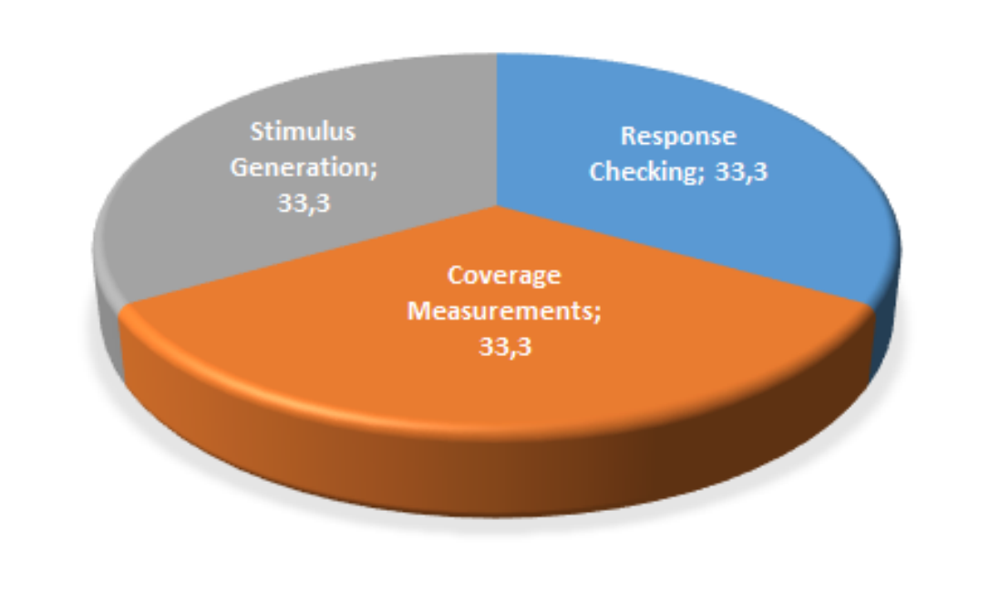 Stimulus
Generation;
33,3
Response
Checking; 33,3
Coverage
Measurements;
33,3